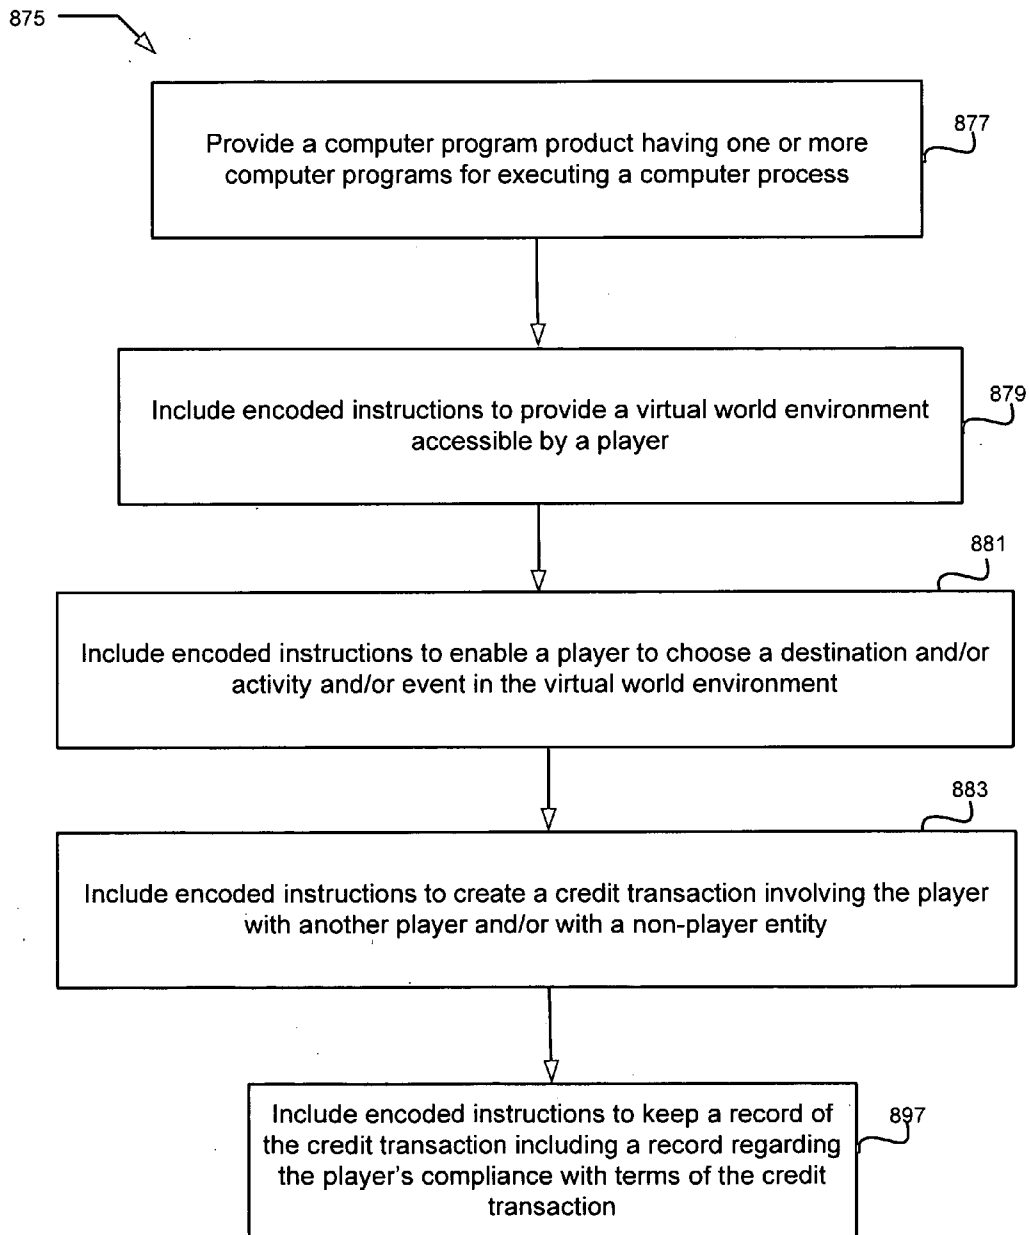 875
Provide a computer program product having one or more
computer programs for executing a computer process
877
Include encoded instructions to provide a virtual world environment
accessible by a player
879
881
Include encoded instructions to enable a player to choose a destination and/or
activity and/or event in the virtual world environment
883
Include encoded instructions to create a credit transaction involving the player
with another player and/or with a non-player entity
Include encoded instructions to keep a record of
the credit transaction including a record regarding
the player's compliance with terms of the credit
transaction
897